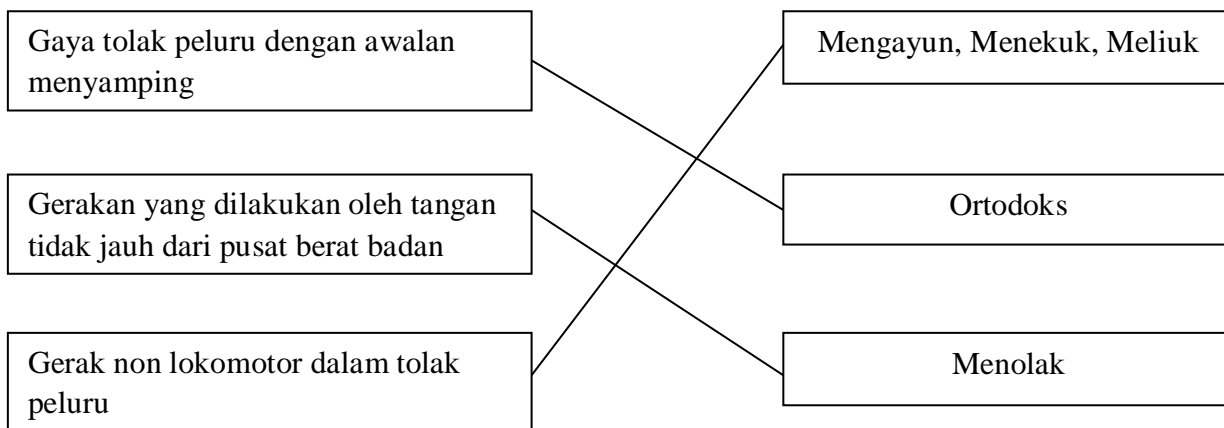 Gaya tolak peluru dengan awalan
menyamping
Mengayun, Menekuk, Meliuk
Gerakan yang dilakukan oleh tangan
tidak jauh dari pusat berat badan
Ortodoks
Gerak non lokomotor dalam tolak
peluru
Menolak